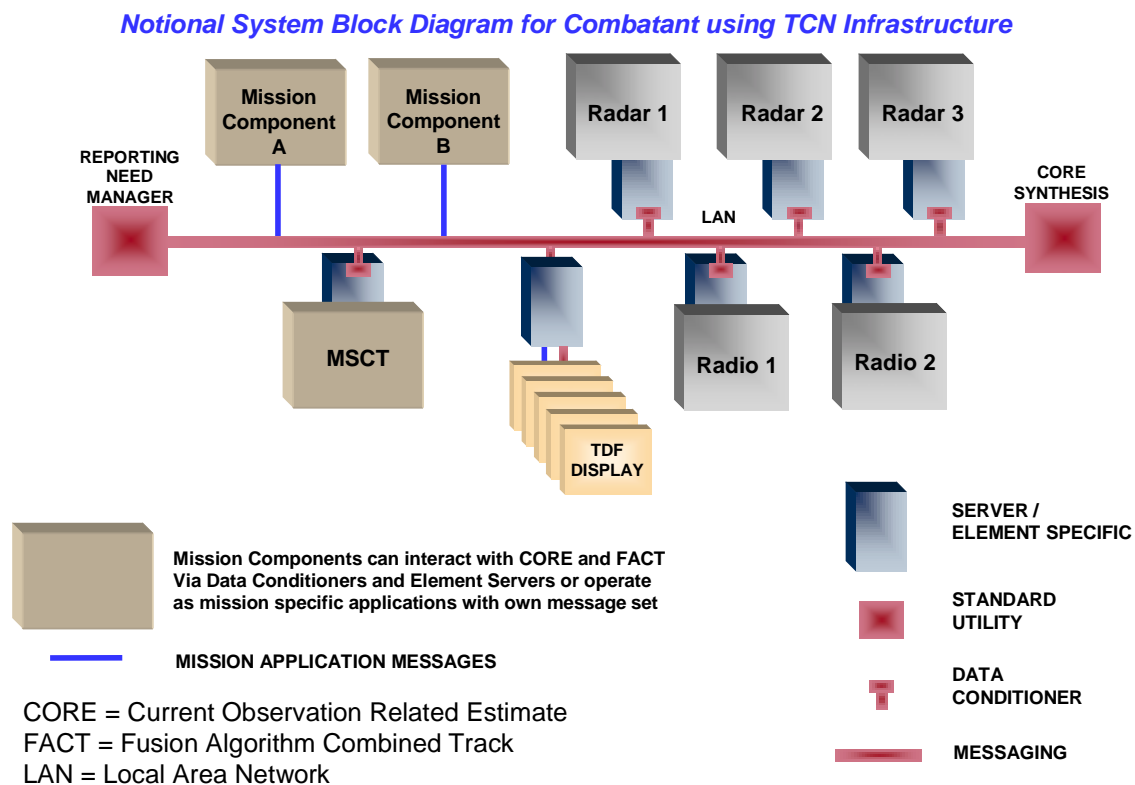 Notional System Block Diagram for Combatant using TCN Infrastructure
Mission
Component
A
Mission
Component
B
Radar 1
Radar 2
Radar 3
REPORTING
NEED
MANAGER
CORE
SYNTHESIS
LAN
MSCT
Radio 1
Radio 2
TDF
DISPLAY
Mission Components can interact with CORE and FACT
Via Data Conditioners and Element Servers or operate
as mission specific applications with own message set
MISSION APPLICATION MESSAGES
SERVER /
ELEMENT SPECIFIC
STANDARD
UTILITY
DATA
CONDITIONER
MESSAGING
CORE = Current Observation Related Estimate
FACT = Fusion Algorithm Combined Track
LAN = Local Area Network